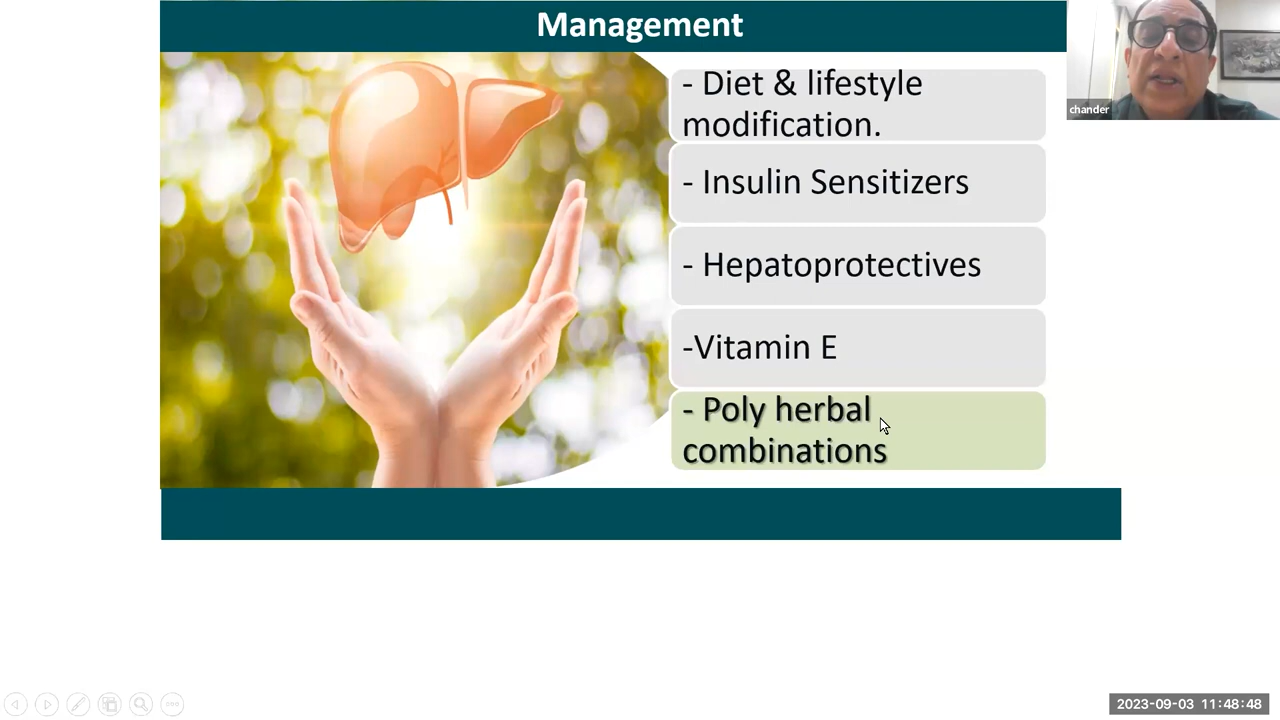 Management
- Diet & lifestyle
modification.
- Insulin Sensitizers
- Hepatoprotectives
-Vitamin E
- Poly herbal
combinations
chander
2023-09-03 11:48:48